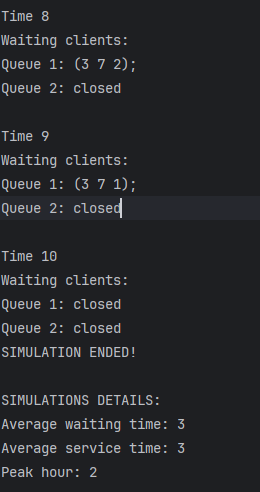 Time 8
Waiting clients:
Queue 1: (3 7 2);
Queue 2: closed
Time 9
Waiting clients:
Queue 1: (3 7 1);
Queue 2: closed
Time 10
Waiting clients:
Queue 1: closed
Queue 2: closed
SIMULATION ENDED!
SIMULATIONS DETAILS:
Average waiting time: 3
Average service time: 3
Peak hour: 2